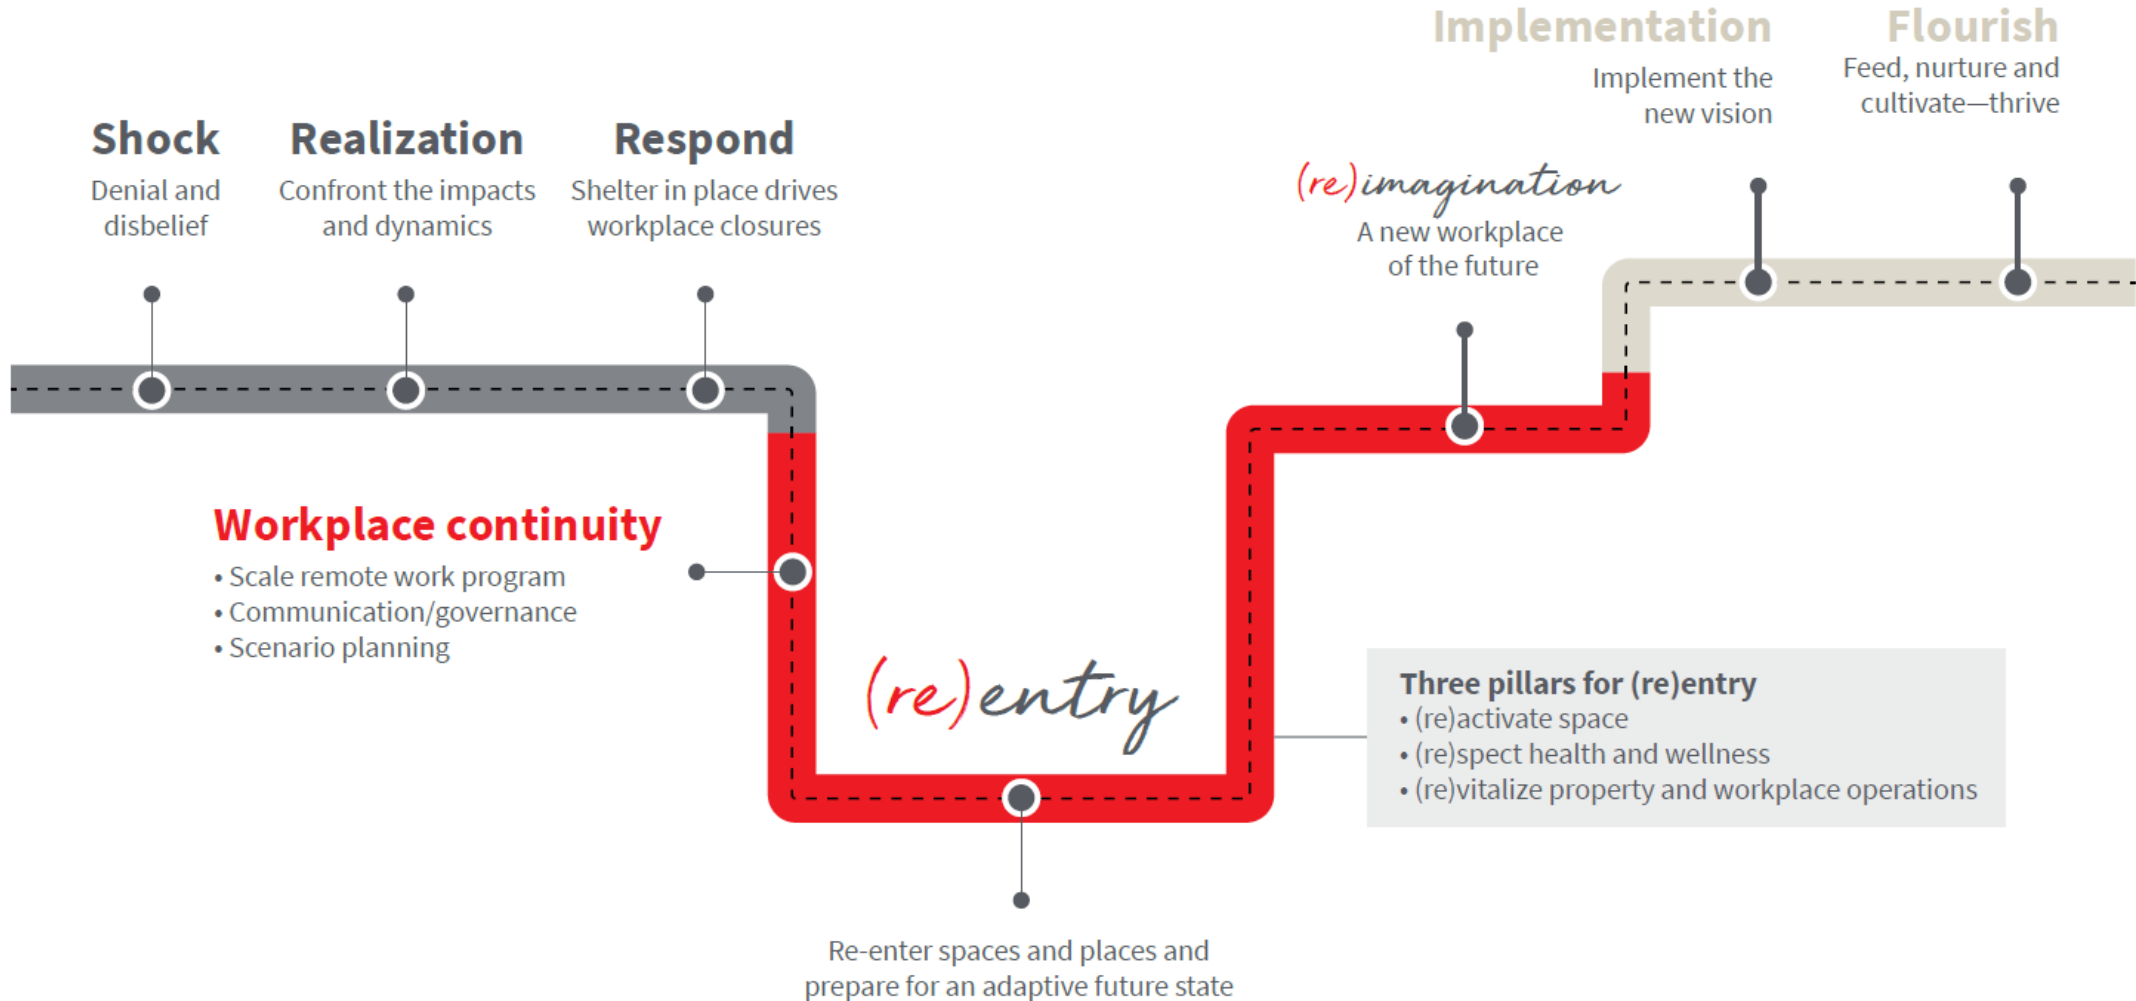 Shock
Denial and
disbelief
Realization
Confront the impacts
and dynamics
Respond
Shelter in place drives
workplace closures
Workplace continuity
• Scale remote work program
• Communication/governance
• Scenario planning
(re)entry
Re-enter spaces and places and
prepare for an adaptive future state
Three pillars for (re)entry
• (re)activate space
• (re)spect health and wellness
• (re)vitalize property and workplace operations
(re)imagination
A new workplace
of the future
Implementation
Implement the
new vision
Flourish
Feed, nurture and
cultivate—thrive